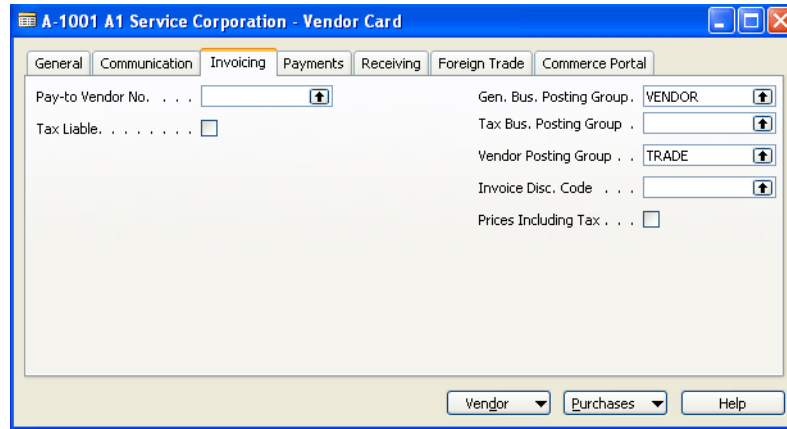 A-1001 A1 Service Corporation - Vendor Card
General Communication Invoicing Payments Receiving Foreign Trade Commerce Portal
Pay-to Vendor No. . . . Gen. Bus. Posting Group. VENDOR
Tax Liable. . . . . . . . Tax Bus. Posting Group .
Vendor Posting Group . . TRADE
Invoice Disc. Code . . .
Prices Including Tax . . .
Vendor Purchases Help